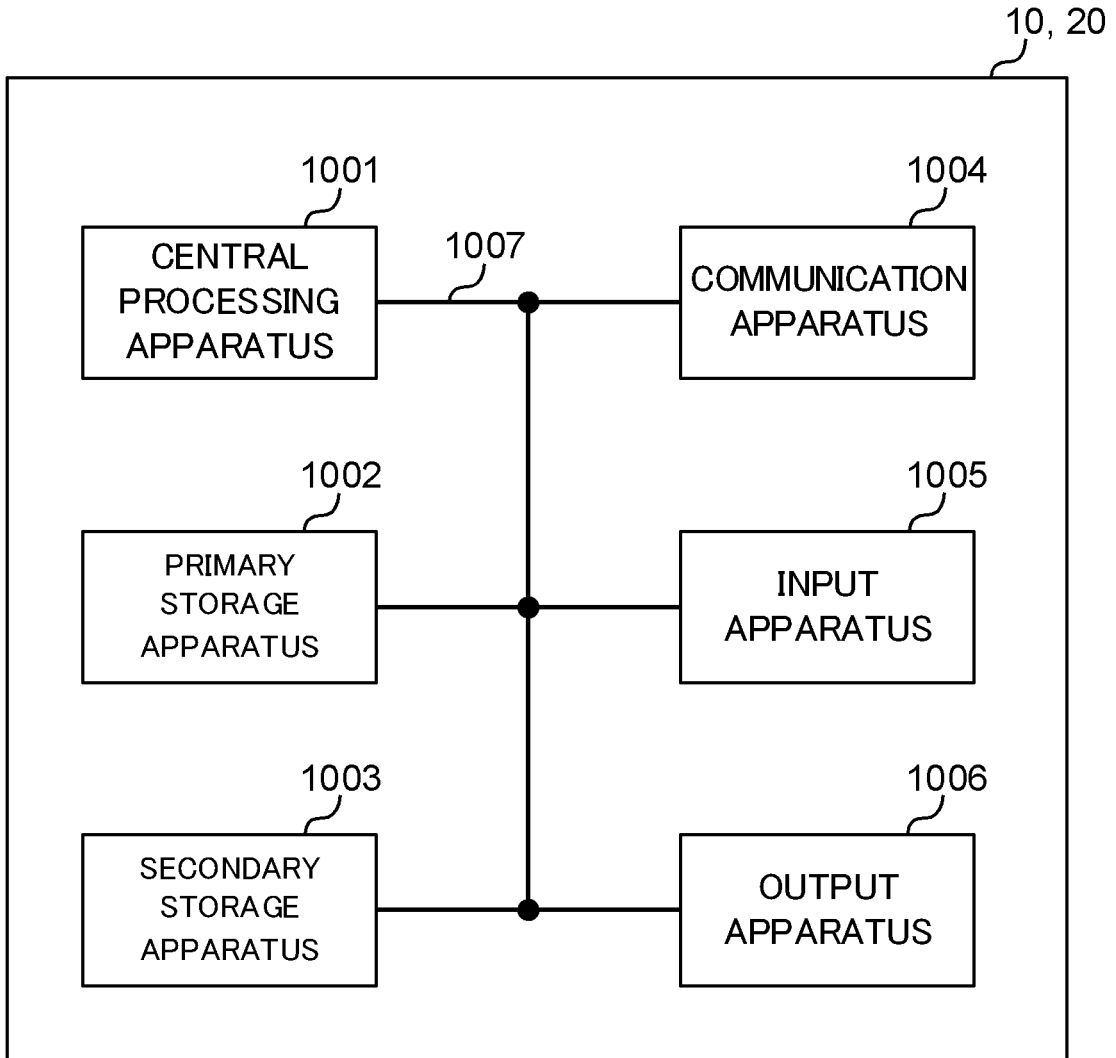 10, 20
1001
CENTRAL
PROCESSING
APPARATUS
1007
1004
COMMUNICATION
APPARATUS
1002
PRIMARY
STORAGE
APPARATUS
1005
INPUT
APPARATUS
1003
SECONDARY
STORAGE
APPARATUS
1006
OUTPUT
APPARATUS